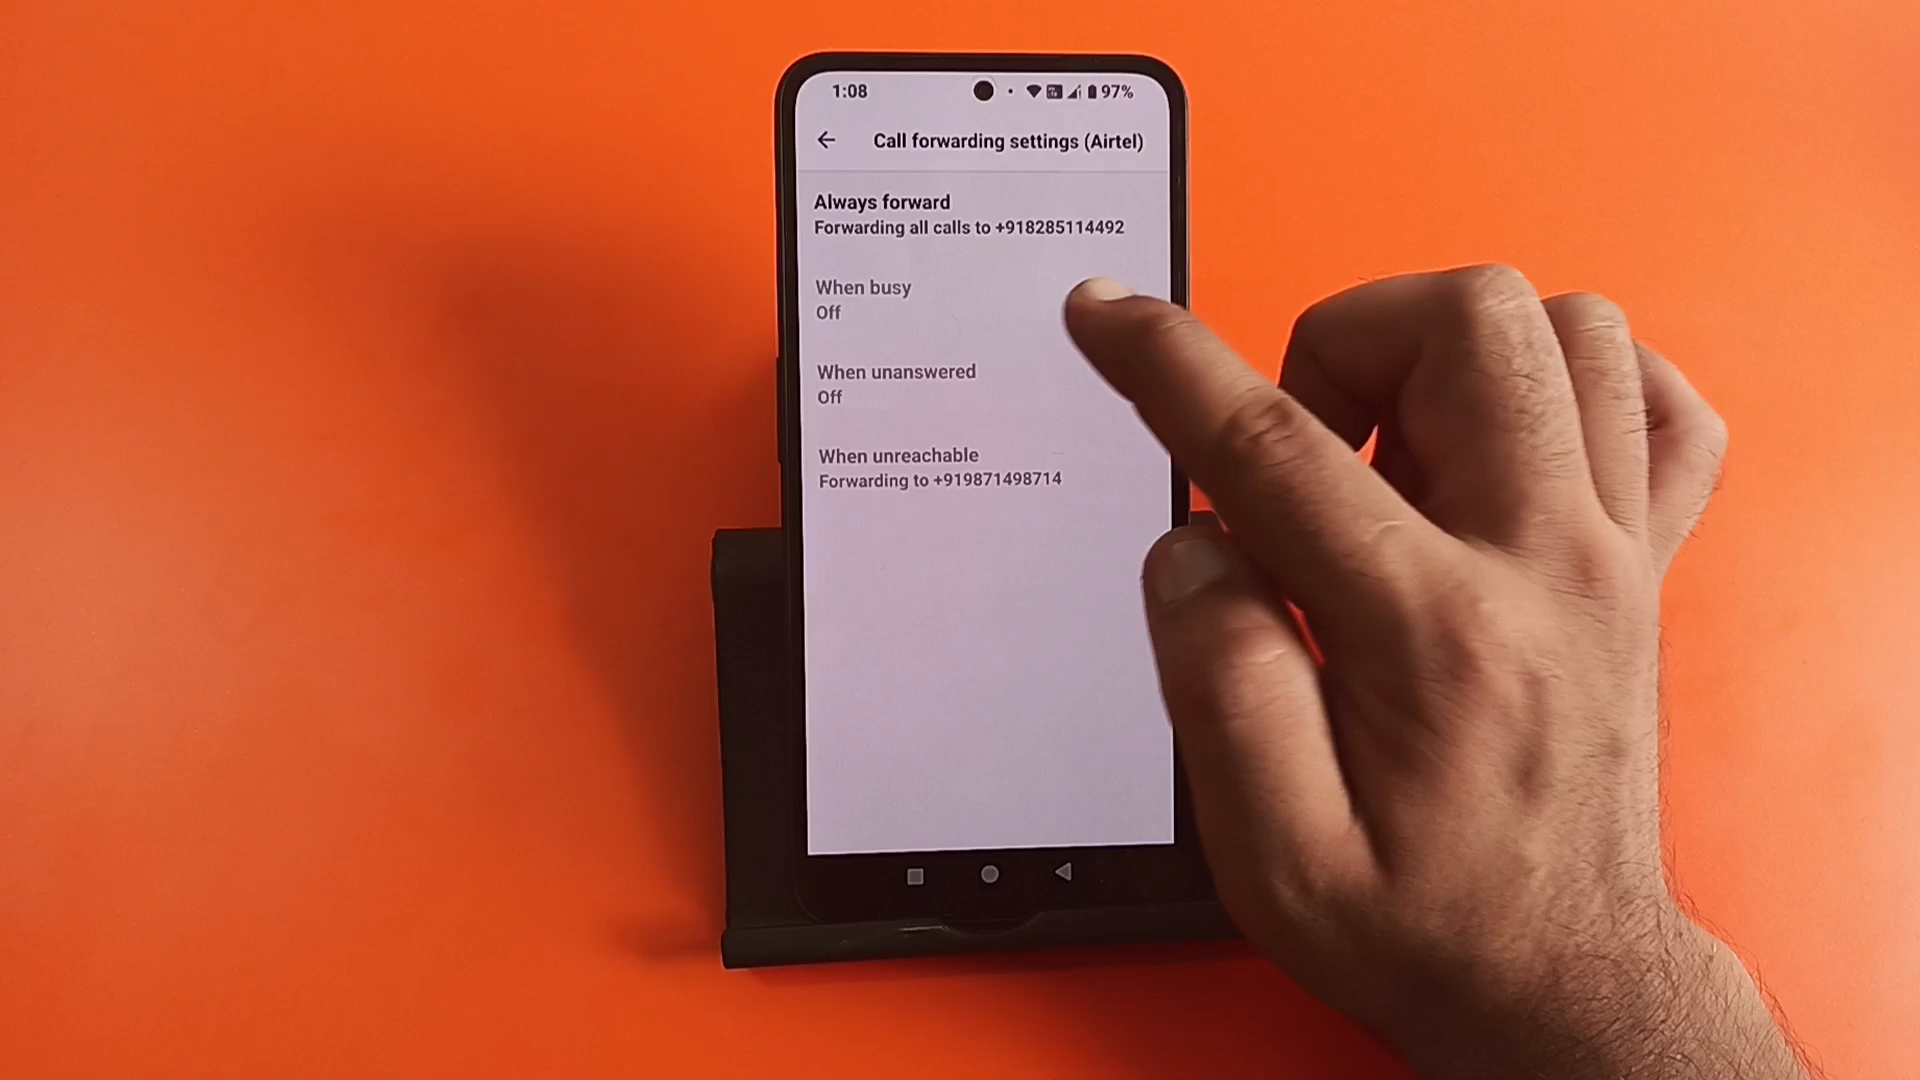 1:08
97%
Call forwarding settings (Airtel)
Always forward
Forwarding all calls to +918285114492
When busy
Off
When unanswered
Off
When unreachable
Forwarding to +919871498714